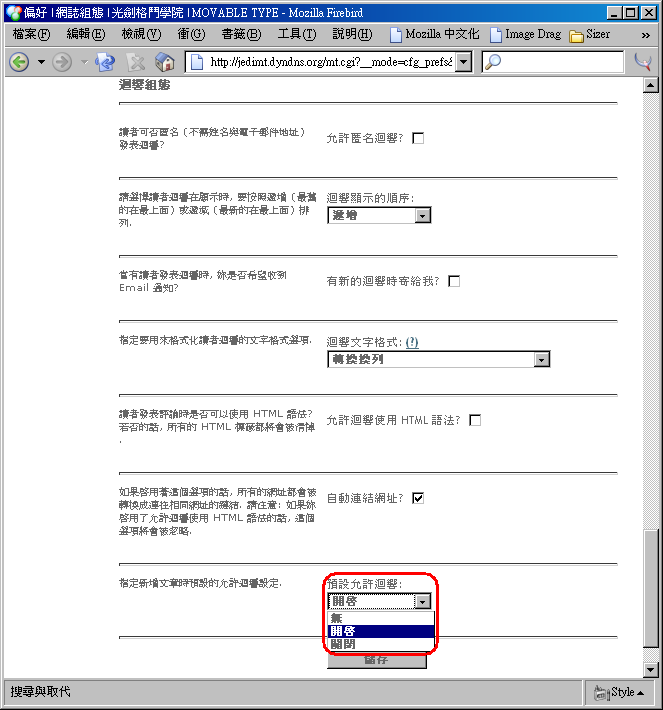 偏好 | 網誌組態 | 光劍格鬥學院 | MOVABLE TYPE - Mozilla Firebird
檔案(F) 編輯(E) 檢視(V) 衝(G) 書籤(B) 工具(T) 說明(H) Mozilla 中文化 Image Drag Sizer »
http://jedimt.dyndns.org/mt.cgi?__mode=cfg_prefs&
迴響組態
讀者可否匿名 (不需姓名與電子郵件地址)
發表迴響?
允許匿名迴響?
請選擇讀者迴響在顯示時, 要按照遞增 (最舊
的在最上面) 或遞減 (最新的在最上面) 排
列.
迴響顯示的順序:
遞增
當有讀者發表迴響時, 妳是否希望收到
Email 通知?
有新的迴響時寄給我?
指定要用來格式化讀者迴響的文字格式選項.
迴響文字格式: (?)
轉換換列
讀者發表評論時是否可以使用 HTML 語法?
若否的話, 所有的 HTML 標籤都將會被清掉
.
允許迴響使用 HTML 語法?
如果啓用著這個選項的話, 所有的網址都會被
轉換成連往相同網址的鏈結. 請注意: 如果妳
啓用了允許迴響使用 HTML 語法的話, 這個
選項將會被忽略.
自動連結網址?
指定新增文章時預設的允許迴響設定.
預設允許迴響:
開啓
無
開啓
關閉
儲存
搜尋與取代
Style